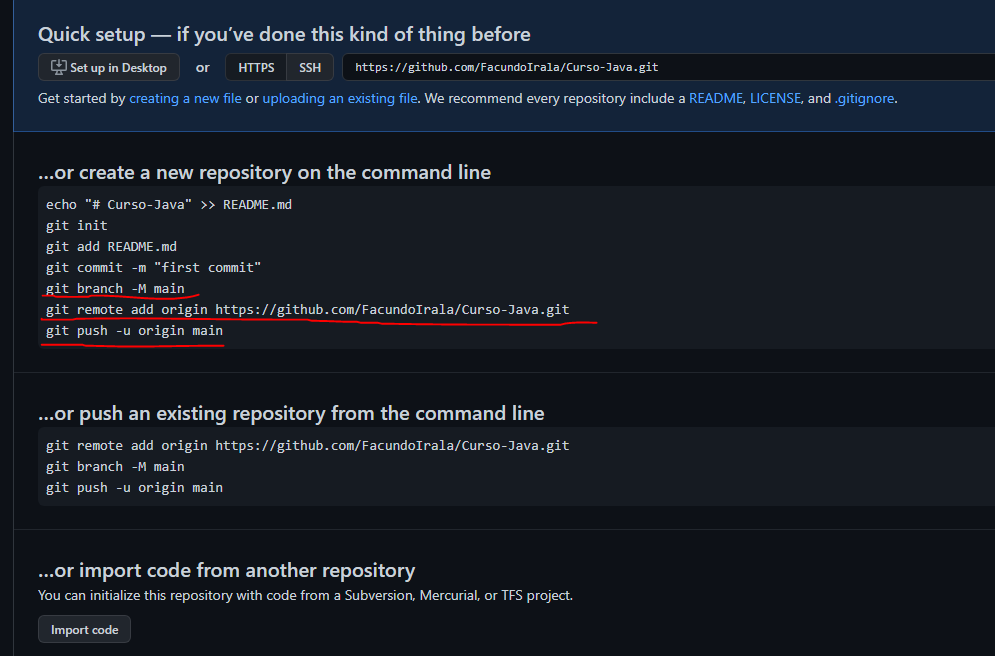 Quick setup — if you’ve done this kind of thing before
Set up in Desktop or HTTPS SSH https://github.com/FacundoIrala/Curso-Java.git
Get started by creating a new file or uploading an existing file. We recommend every repository include a README, LICENSE, and .gitignore.
…or create a new repository on the command line
echo "# Curso-Java" >> README.md
git init
git add README.md
git commit -m "first commit"
git branch -M main
git remote add origin https://github.com/FacundoIrala/Curso-Java.git
git push -u origin main
…or push an existing repository from the command line
git remote add origin https://github.com/FacundoIrala/Curso-Java.git
git branch -M main
git push -u origin main
…or import code from another repository
You can initialize this repository with code from a Subversion, Mercurial, or TFS project.
Import code